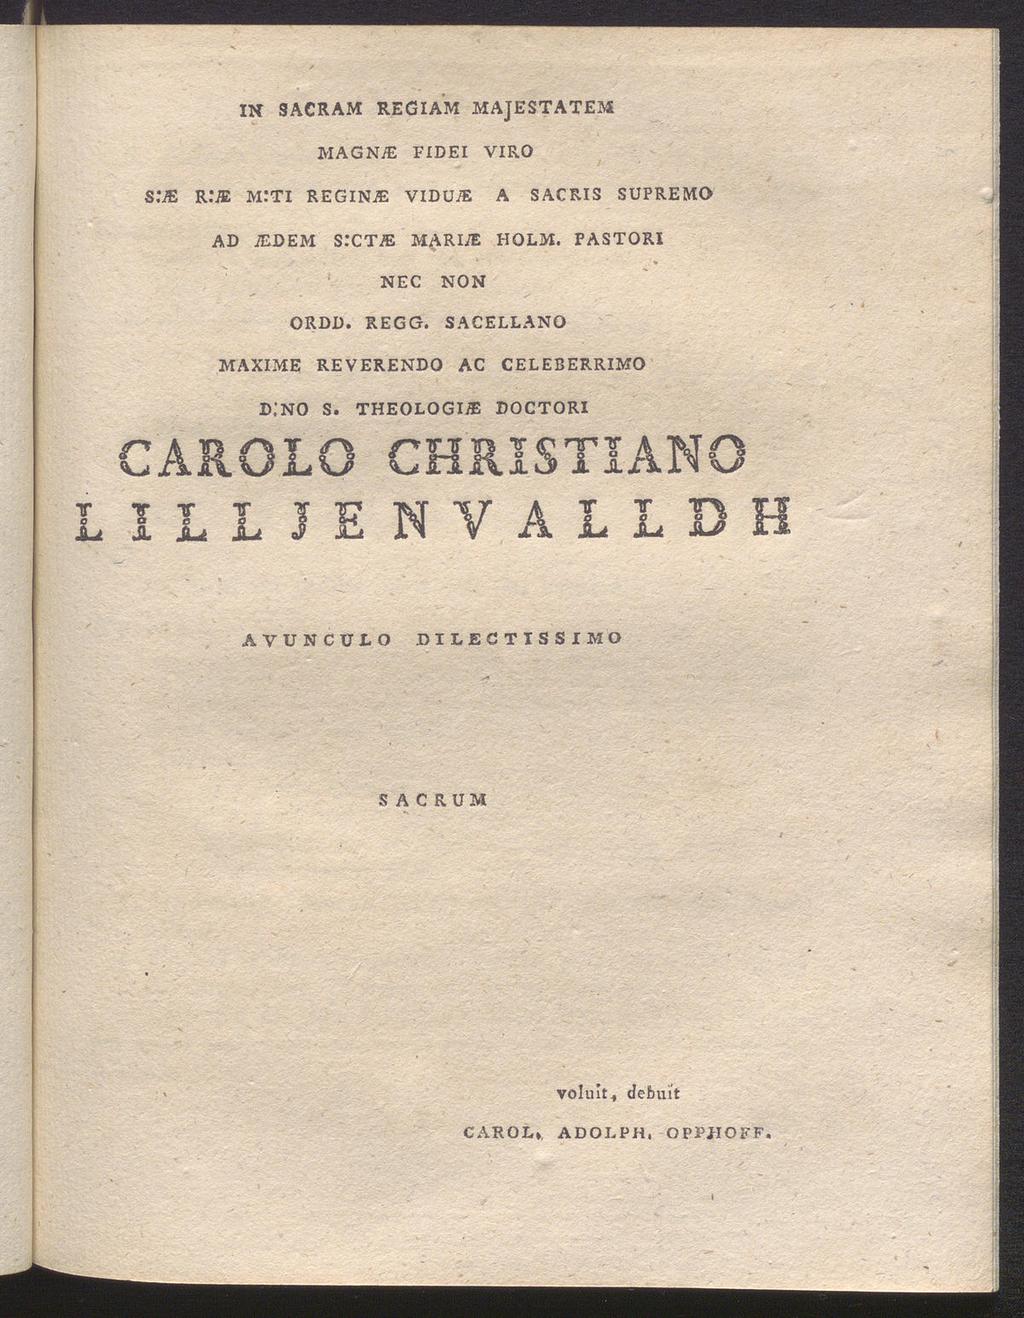 IN SACRAM REGIAM MAJESTATEM
MAGNÆ FIDEI VIRO
S:Æ R:Æ M:TI REGINÆ VIDUÆ A SACRIS SUPREMO
AD ÆDEM S:CTÆ MARIÆ HOLM. PASTORI
NEC NON
ORDD. REGG. SACELLANO
MAXIME REVERENDO AC CELEBERRIMO
D:NO S. THEOLOGIÆ DOCTORI
CAROLO CHRISTIANO
LILLJENVALLDH
AVUNCULO DILECTISSIMO
SACRUM
voluit, debuit
CAROL. ADOLPH. OPPHOFF.